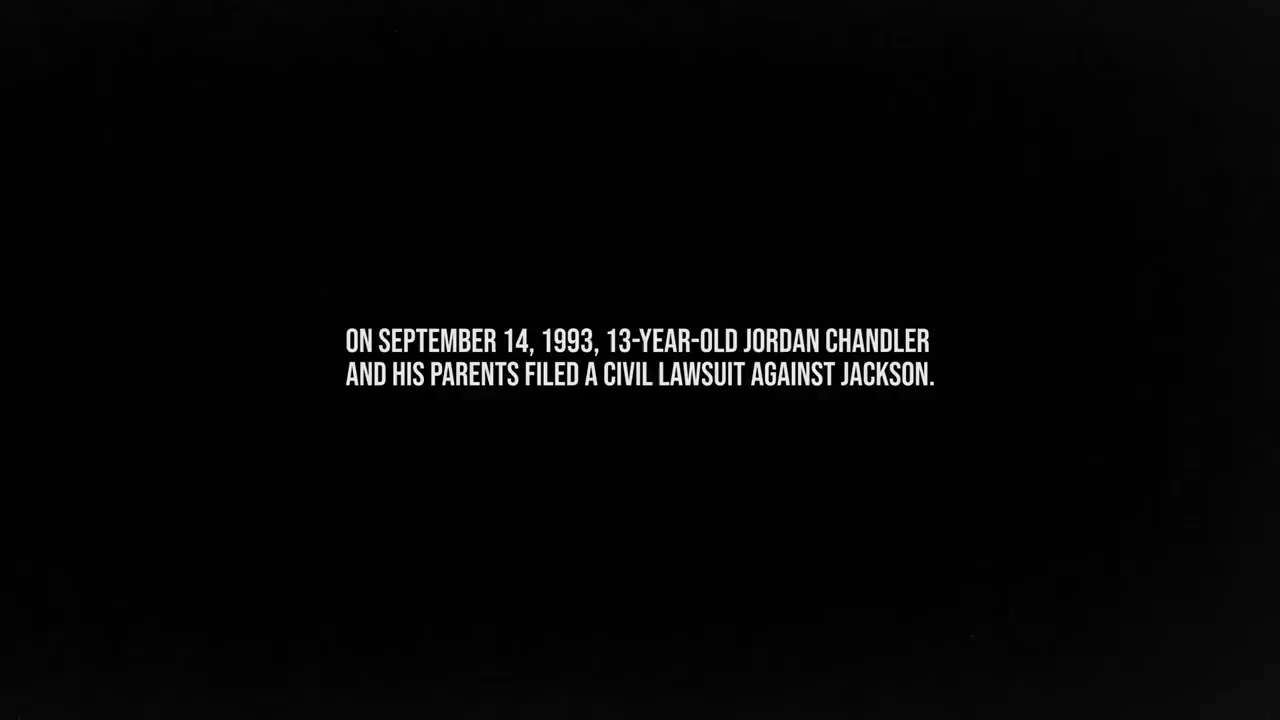 ON SEPTEMBER 14, 1993, 13-YEAR-OLD JORDAN CHANDLER
AND HIS PARENTS FILED A CIVIL LAWSUIT AGAINST JACKSON.